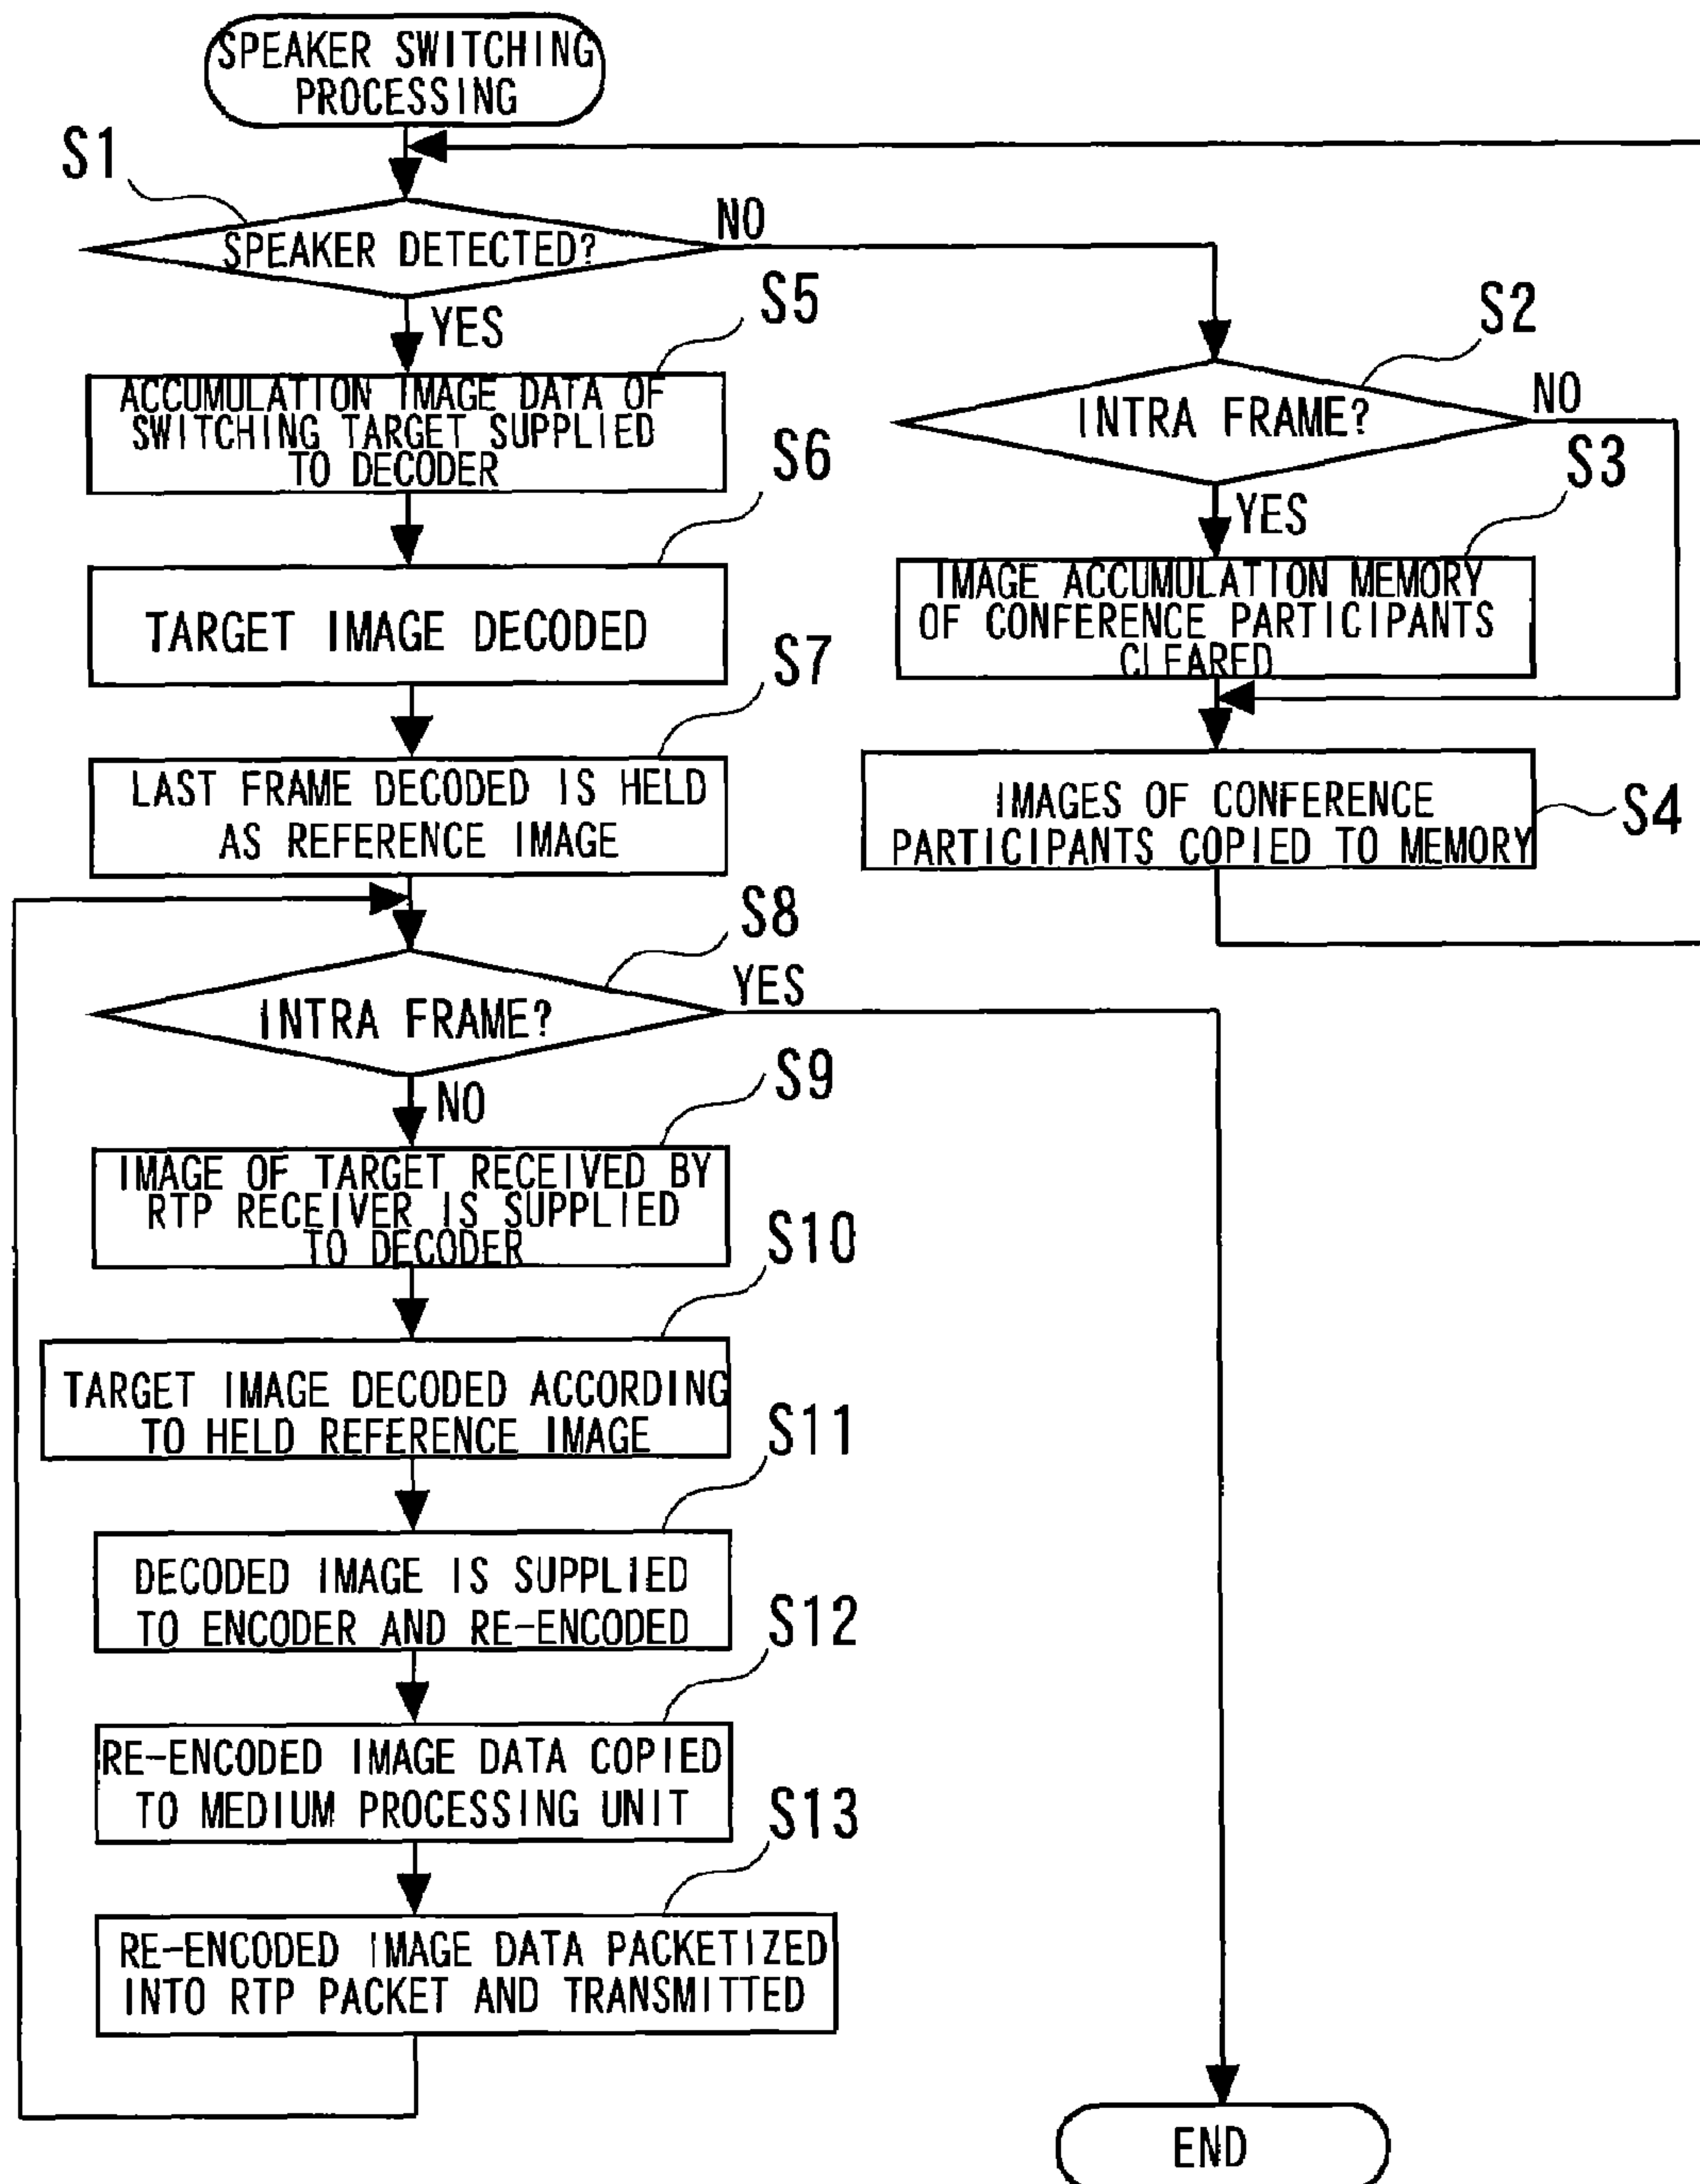 SPEAKER SWITCHING
PROCESSING
S1
SPEAKER DETECTED?
NO
YES
S5
ACCUMULATION IMAGE DATA OF
SWITCHING TARGET SUPPLIED
TO DECODER
S6
TARGET IMAGE DECODED
S7
LAST FRAME DECODED IS HELD
AS REFERENCE IMAGE
S2
INTRA FRAME?
NO
YES
S3
IMAGE ACCUMULATION MEMORY
OF CONFERENCE PARTICIPANTS
CLEARED
IMAGES OF CONFERENCE
PARTICIPANTS COPIED TO MEMORY
S4
S8
INTRA FRAME?
YES
NO
S9
IMAGE OF TARGET RECEIVED BY
RTP RECEIVER IS SUPPLIED
TO DECODER
S10
TARGET IMAGE DECODED ACCORDING
TO HELD REFERENCE IMAGE
S11
DECODED IMAGE IS SUPPLIED
TO ENCODER AND RE-ENCODED
S12
RE-ENCODED IMAGE DATA COPIED
TO MEDIUM PROCESSING UNIT
S13
RE-ENCODED IMAGE DATA PACKETIZED
INTO RTP PACKET AND TRANSMITTED
END